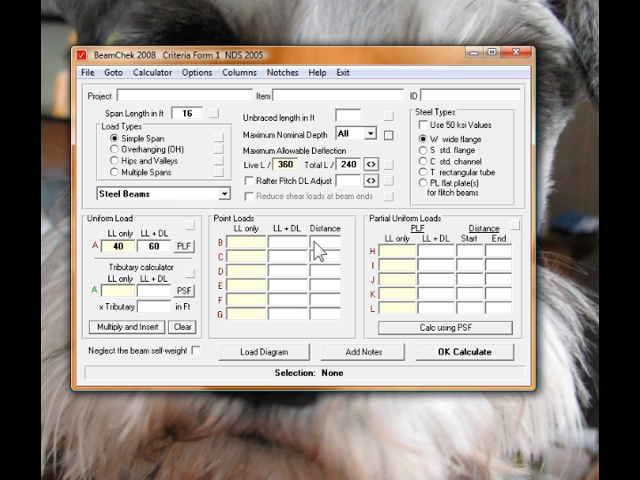 BeamChek 2008 Criteria Form 1 NDS 2005
File Goto Calculator Options Columns Notches Help Exit
Project Item ID
Span Length in ft 16
Load Types
Simple Span
Overhanging (OH)
Hips and Valleys
Multiple Spans
Steel Beams
Unbraced length in ft
Maximum Nominal Depth All
Maximum Allowable Deflection
Live L / 360 Total L / 240 <>
Rafter Pitch DL Adjust <>
Reduce shear loads at beam ends
Steel Types
Use 50 ksi Values
W wide flange
S std. flange
C std. channel
T rectangular tube
PL flat plate(s)
for flitch beams
Uniform Load
LL only LL + DL
A 40 60 PLF
Tributary calculator
LL only LL + DL
A PSF
x Tributary in Ft
Multiply and Insert Clear
Point Loads
LL only LL + DL Distance
B
C
D
E
F
G
Partial Uniform Loads
PLF Distance
LL only LL + DL Start End
H
I
J
K
L
Calc using PSF
Neglect the beam self-weight Load Diagram Add Notes OK Calculate
Selection: None